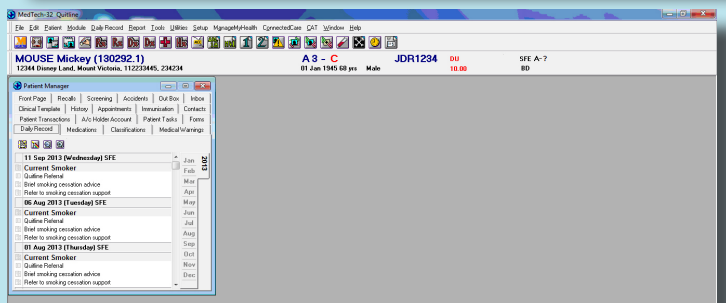 MedTech-32 Quitline
File Edit Patient Module Daily Record Report Tools Utilities Setup ManageMyHealth ConnectedCare CAT Window Help
MOUSE Mickey (130292.1) A 3 - C JDR1234 DU SFE A-?
12344 Disney Land, Mount Victoria, 112233445, 234234 01 Jan 1945 68 yrs Male 10.00 BD
Patient Manager
Front Page Recalls Screening Accidents Out Box Inbox
Clinical Template History Appointments Immunisation Contacts
Patient Transactions A/c Holder Account Patient Tasks Forms
Daily Record Medications Classifications Medical Warnings
11 Sep 2013 (Wednesday) SFE
Current Smoker
Quitline Referral
Brief smoking cessation advice
Refer to smoking cessation support
06 Aug 2013 (Tuesday) SFE
Current Smoker
Quitline Referral
Brief smoking cessation advice
Refer to smoking cessation support
01 Aug 2013 (Thursday) SFE
Current Smoker
Quitline Referral
Brief smoking cessation advice
Refer to smoking cessation support
2013
Jan
Feb
Mar
Apr
May
Jun
Jul
Aug
Sep
Oct
Nov
Dec